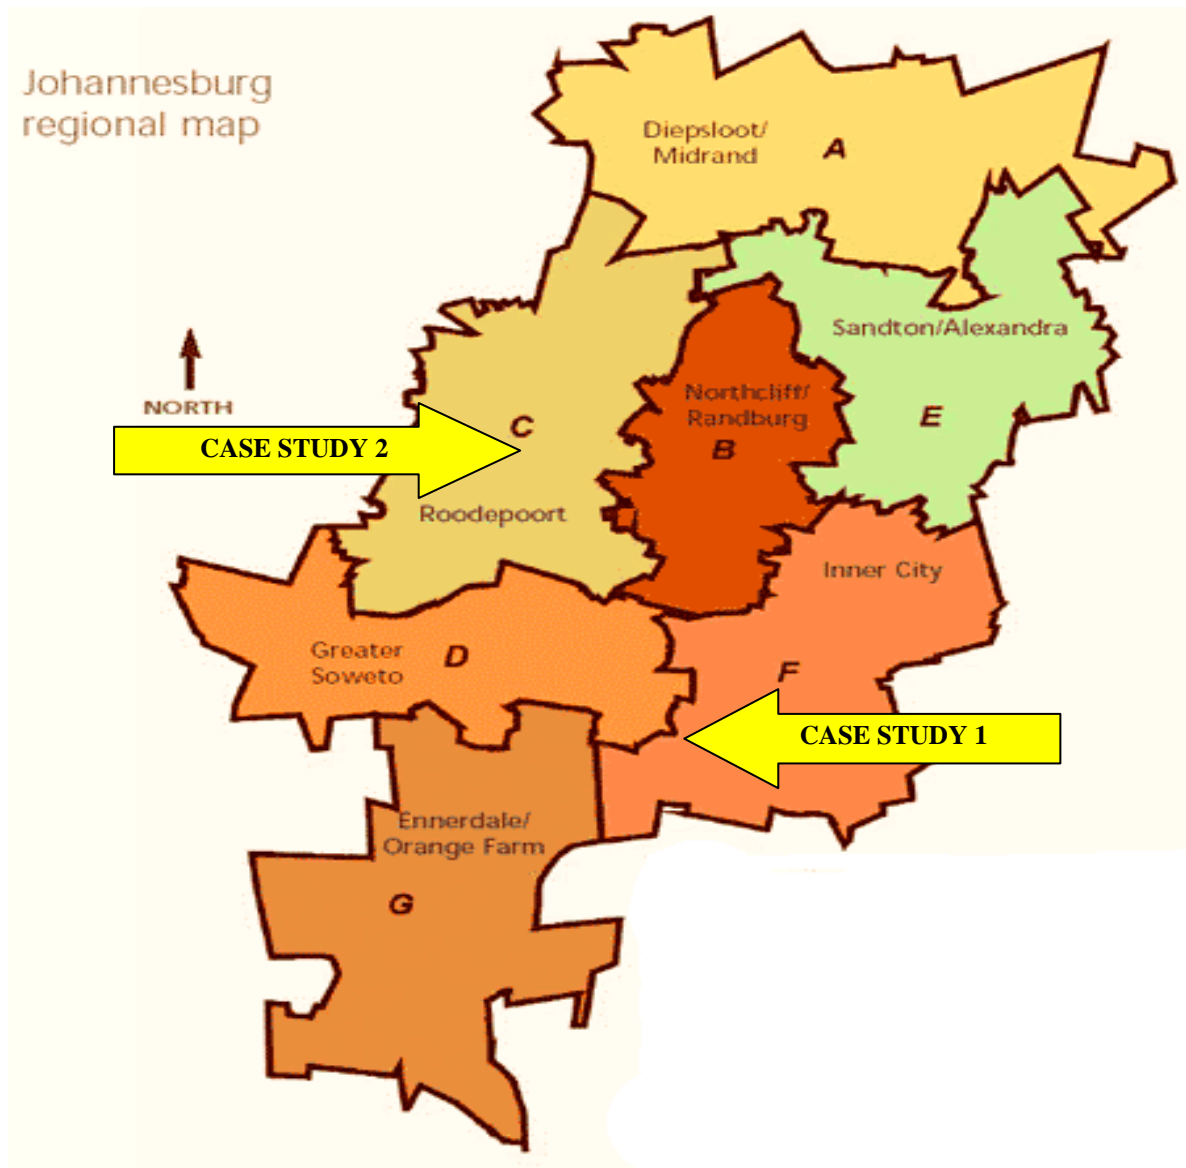 Johannesburg
regional map
Diepsloot/
Midrand
A
Sandton/Alexandra
E
NORTH
Northcliff/
Randburg
B
C
CASE STUDY 2
Roodepoort
Inner City
F
Greater
Soweto
D
CASE STUDY 1
Ennerdale/
Orange Farm
G